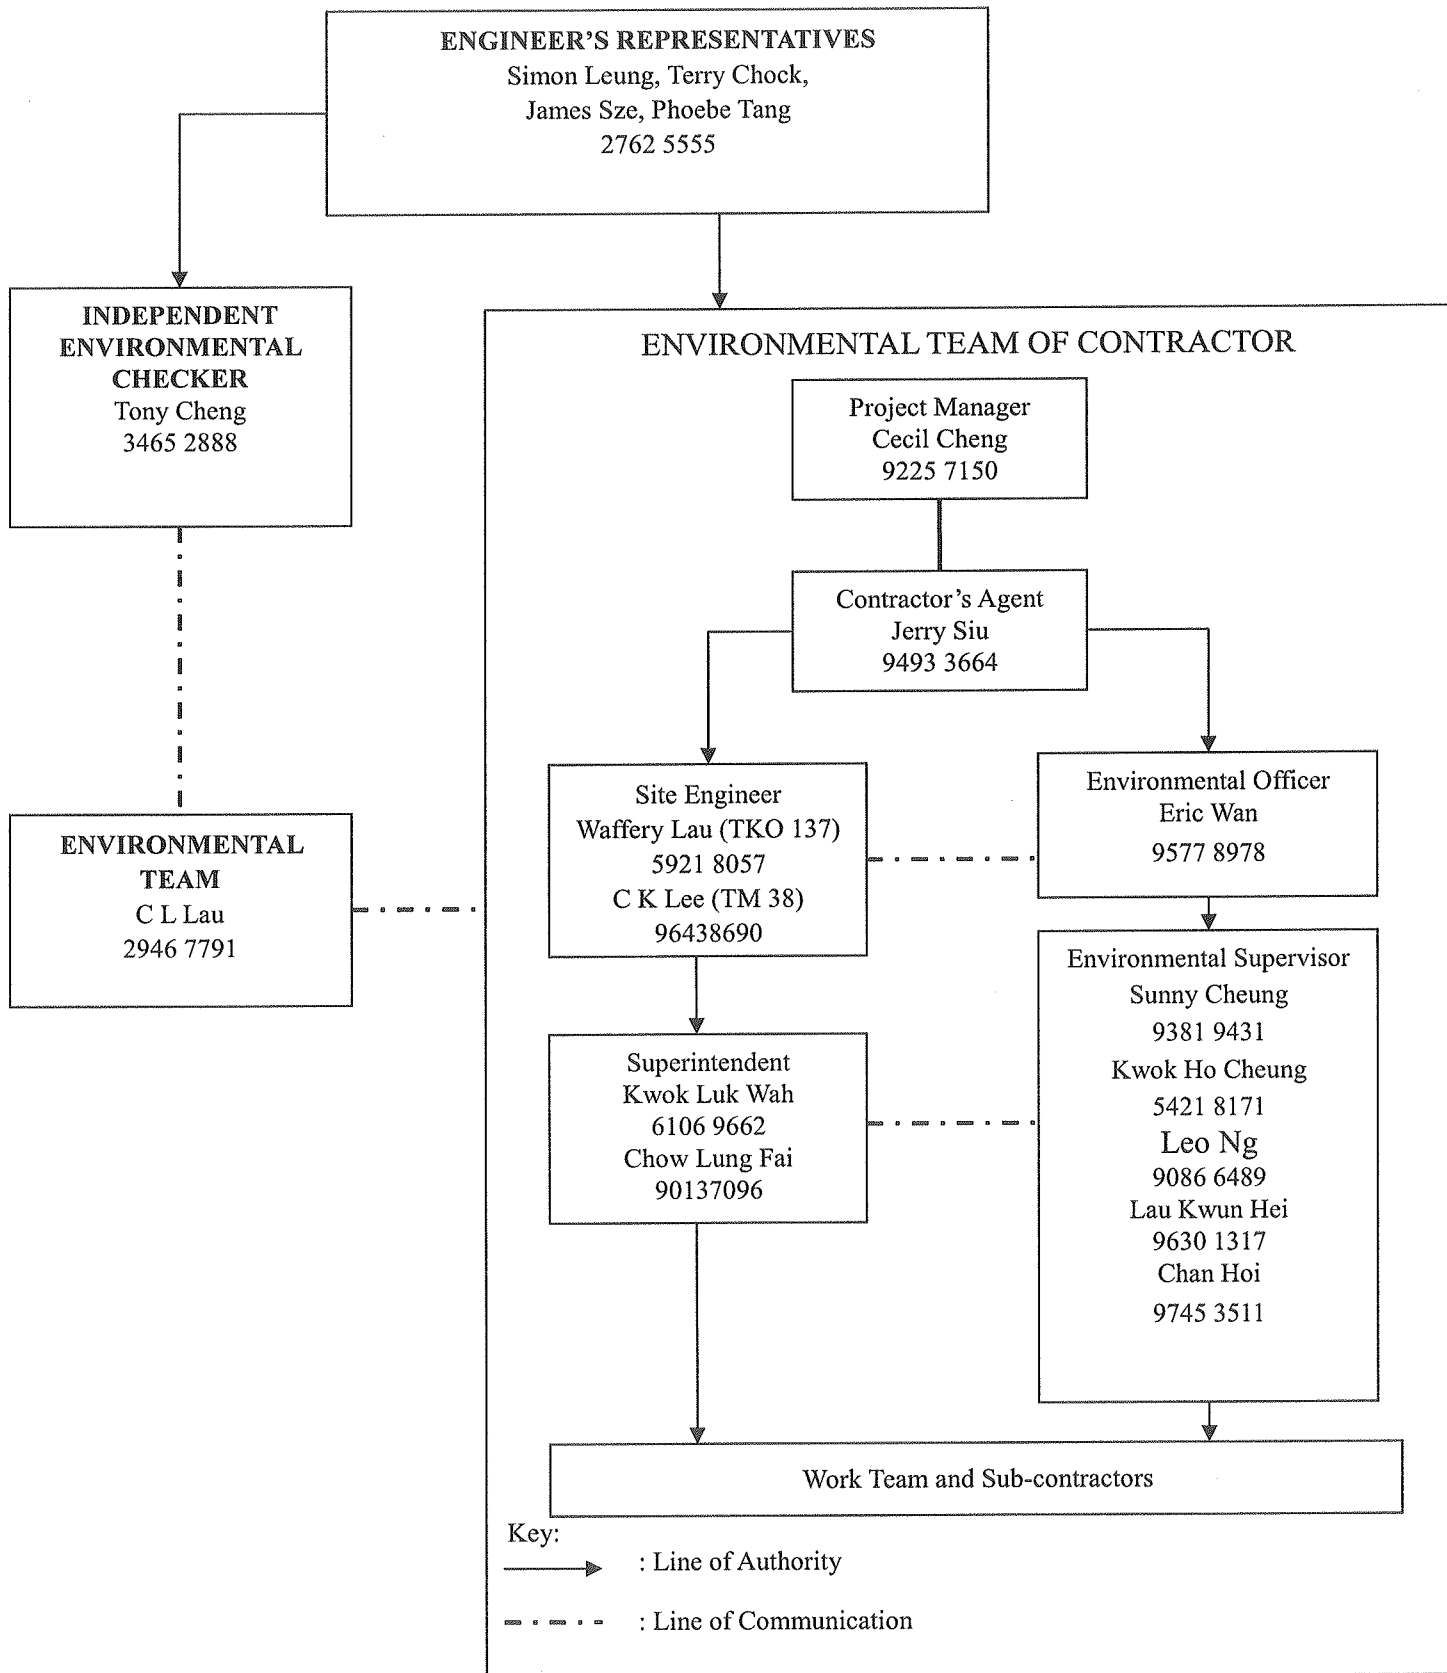 ENGINEER’S REPRESENTATIVES
Simon Leung, Terry Chock,
James Sze, Phoebe Tang
2762 5555
INDEPENDENT
ENVIRONMENTAL
CHECKER
Tony Cheng
3465 2888
ENVIRONMENTAL
TEAM
C L Lau
2946 7791
ENVIRONMENTAL TEAM OF CONTRACTOR
Project Manager
Cecil Cheng
9225 7150
Contractor’s Agent
Jerry Siu
9493 3664
Site Engineer
Waffery Lau (TKO 137)
5921 8057
C K Lee (TM 38)
96438690
Environmental Officer
Eric Wan
9577 8978
Superintendent
Kwok Luk Wah
6106 9662
Chow Lung Fai
90137096
Environmental Supervisor
Sunny Cheung
9381 9431
Kwok Ho Cheung
5421 8171
Leo Ng
9086 6489
Lau Kwun Hei
9630 1317
Chan Hoi
9745 3511
Work Team and Sub-contractors
Key:
: Line of Authority
: Line of Communication